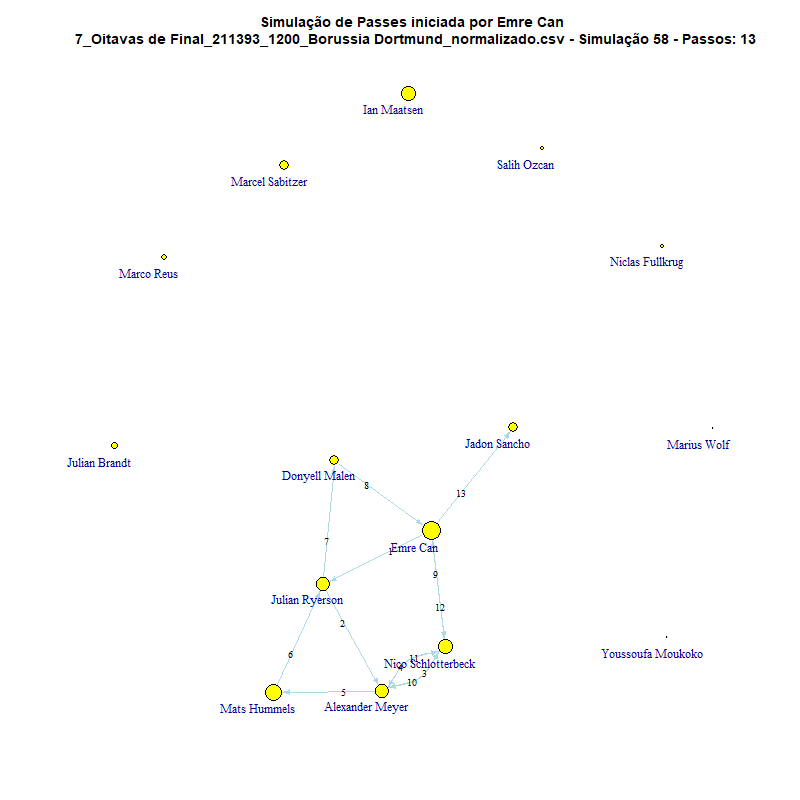 Simulação de Passes iniciada por Emre Can
7_Oitavas de Final_211393_1200_Borussia Dortmund_normalizado.csv - Simulação 58 - Passos: 13
Ian Maatsen
Salih Ozcan
Marcel Sabitzer
Niclas Fullkrug
Marco Reus
Jadon Sancho
Marius Wolf
Julian Brandt
Donyell Malen
8
13
7
Emre Can
1
9
Julian Ryerson
12
2
6
11
Nico Schlotterbeck
4
3
10
Youssoufa Moukoko
5
Mats Hummels
Alexander Meyer